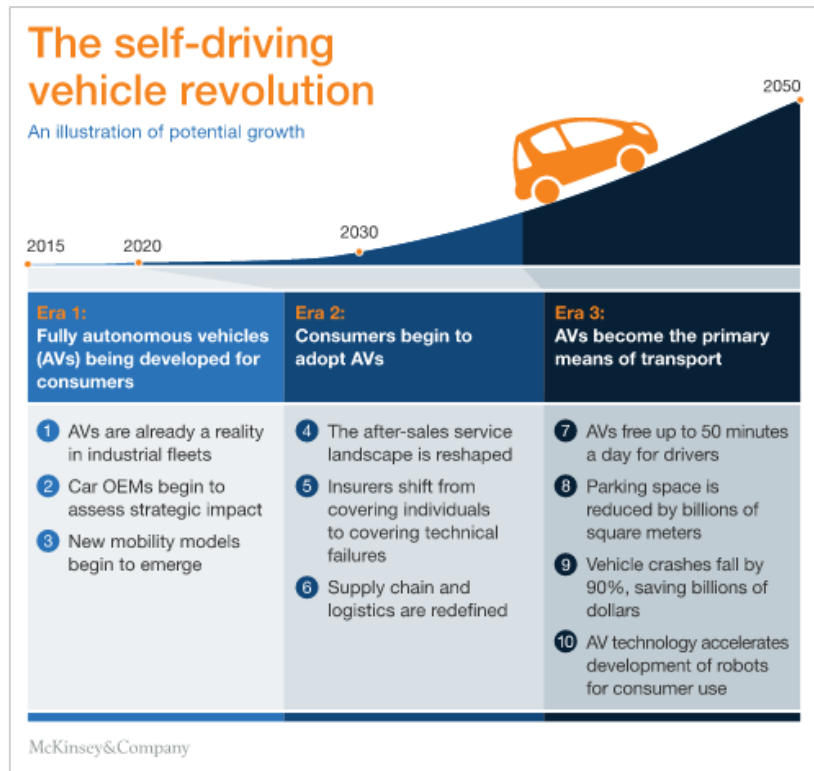 The self-driving
vehicle revolution
An illustration of potential growth
2015
2020
2030
2050
Era 1:
Fully autonomous vehicles
(AVs) being developed for
consumers
Era 2:
Consumers begin to
adopt AVs
Era 3:
AVs become the primary
means of transport
1 AVs are already a reality
in industrial fleets
2 Car OEMs begin to
assess strategic impact
3 New mobility models
begin to emerge
4 The after-sales service
landscape is reshaped
5 Insurers shift from
covering individuals
to covering technical
failures
6 Supply chain and
logistics are redefined
7 AVs free up to 50 minutes
a day for drivers
8 Parking space is
reduced by billions of
square meters
9 Vehicle crashes fall by
90%, saving billions of
dollars
10 AV technology accelerates
development of robots
for consumer use
McKinsey&Company